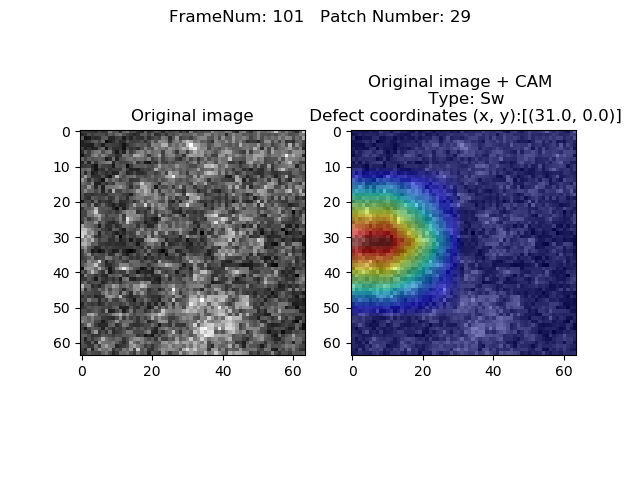 FrameNum: 101   Patch Number: 29
Original image
0
10
20
30
40
50
60
0 20 40 60
Original image + CAM
Type: Sw
Defect coordinates (x, y):[(31.0, 0.0)]
0
10
20
30
40
50
60
0 20 40 60